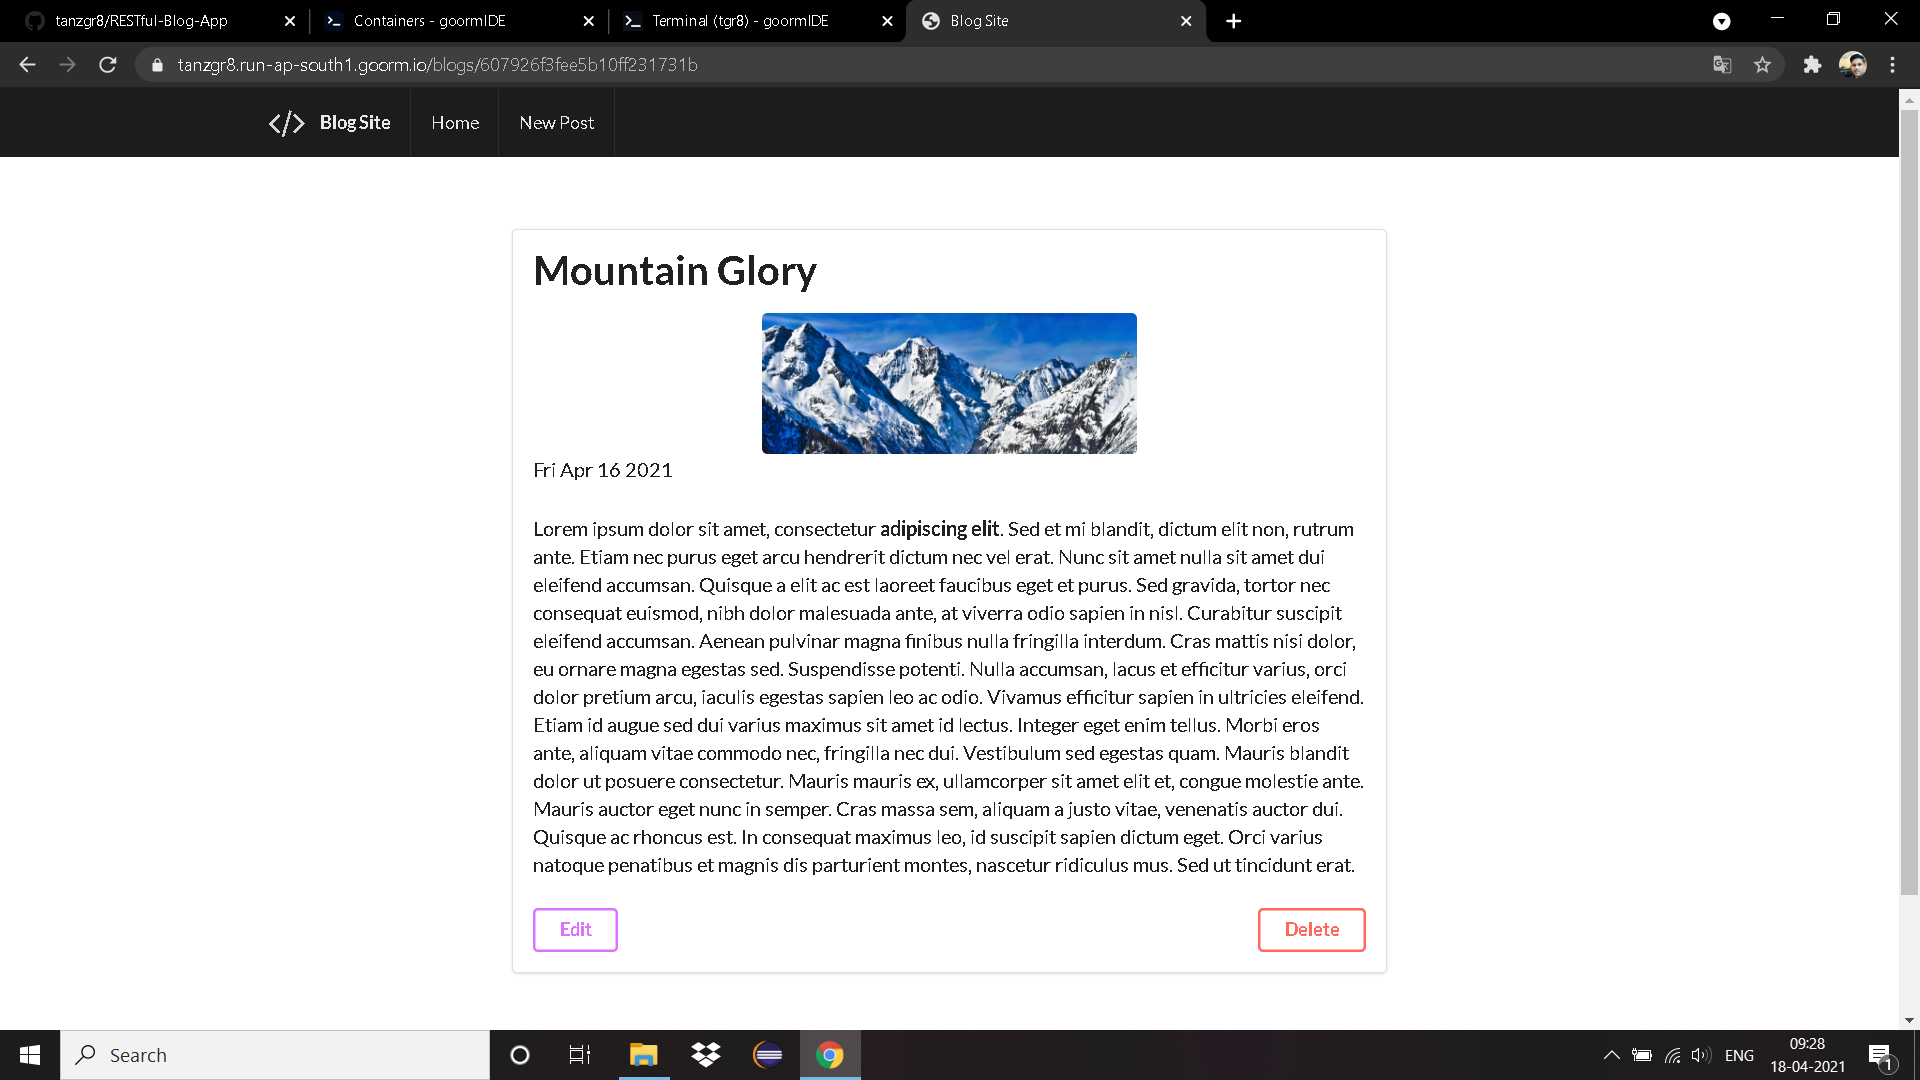 tanzgr8/RESTful-Blog-App
Containers - goormIDE
Terminal (tgr8) - goormIDE
Blog Site
tanzgr8.run-ap-south1.goorm.io/blogs/607926f3fee5b10ff231731b
</> Blog Site
Home
New Post
Mountain Glory
Fri Apr 16 2021
Lorem ipsum dolor sit amet, consectetur adipiscing elit. Sed et mi blandit, dictum elit non, rutrum
ante. Etiam nec purus eget arcu hendrerit dictum nec vel erat. Nunc sit amet nulla sit amet dui
eleifend accumsan. Quisque a elit ac est laoreet faucibus eget et purus. Sed gravida, tortor nec
consequat euismod, nibh dolor malesuada ante, at viverra odio sapien in nisl. Curabitur suscipit
eleifend accumsan. Aenean pulvinar magna finibus nulla fringilla interdum. Cras mattis nisi dolor,
eu ornare magna egestas sed. Suspendisse potenti. Nulla accumsan, lacus et efficitur varius, orci
dolor pretium arcu, iaculis egestas sapien leo ac odio. Vivamus efficitur sapien in ultricies eleifend.
Etiam id augue sed dui varius maximus sit amet id lectus. Integer eget enim tellus. Morbi eros
ante, aliquam vitae commodo nec, fringilla nec dui. Vestibulum sed egestas quam. Mauris blandit
dolor ut posuere consectetur. Mauris mauris ex, ullamcorper sit amet elit et, congue molestie ante.
Mauris auctor eget nunc in semper. Cras massa sem, aliquam a justo vitae, venenatis auctor dui.
Quisque ac rhoncus est. In consequat maximus leo, id suscipit sapien dictum eget. Orci varius
natoque penatibus et magnis dis parturient montes, nascetur ridiculus mus. Sed ut tincidunt erat.
Edit
Delete
Search
ENG
09:28
18-04-2021
1